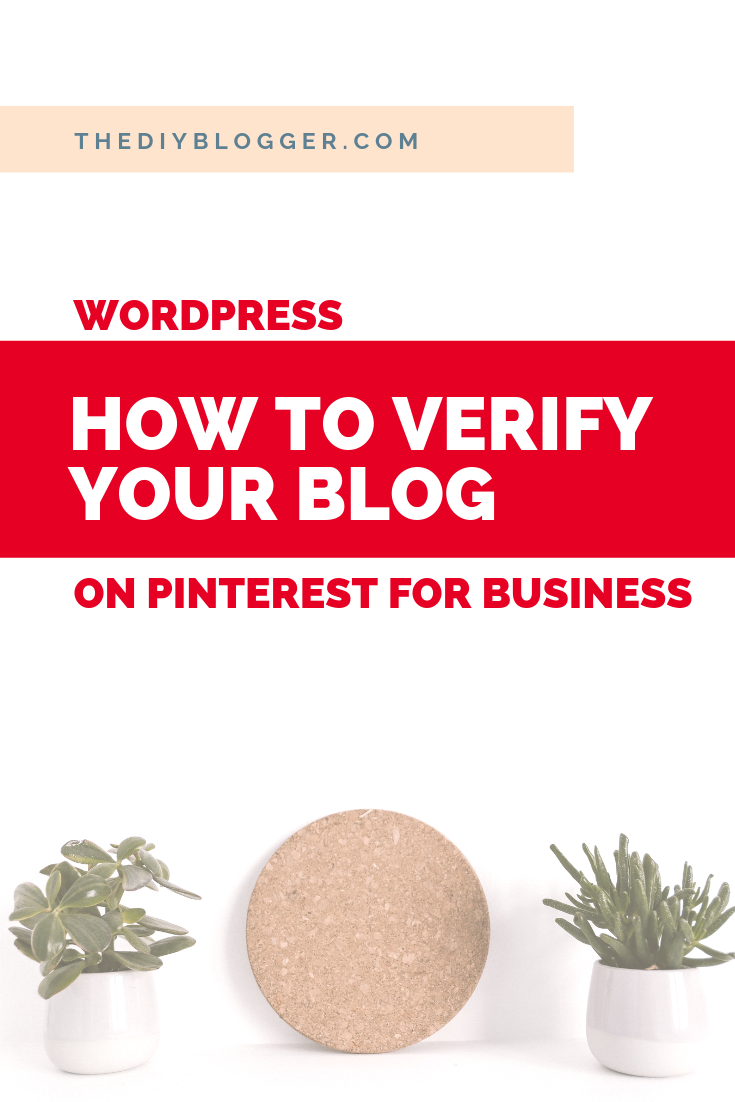 THEDIYBLOGGER.COM
WORDPRESS
HOW TO VERIFY
YOUR BLOG
ON PINTEREST FOR BUSINESS